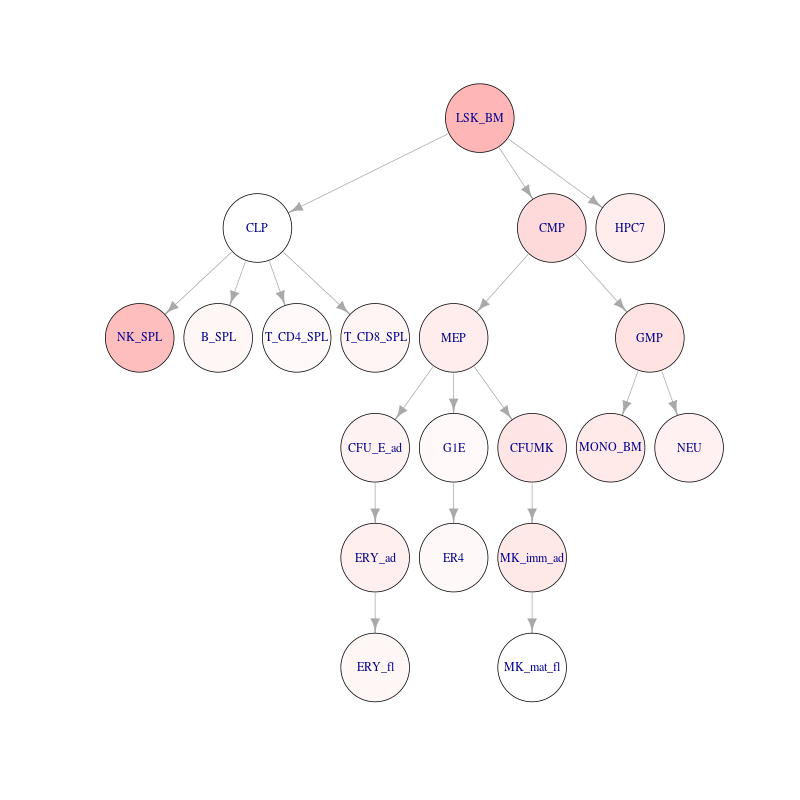 LSK_BM
CLP
CMP
HPC7
NK_SPL
B_SPL
T_CD4_SPL
T_CD8_SPL
MEP
GMP
CFU_E_ad
G1E
CFUMK
MONO_BM
NEU
ERY_ad
ER4
MK_imm_ad
ERY_fl
MK_mat_fl